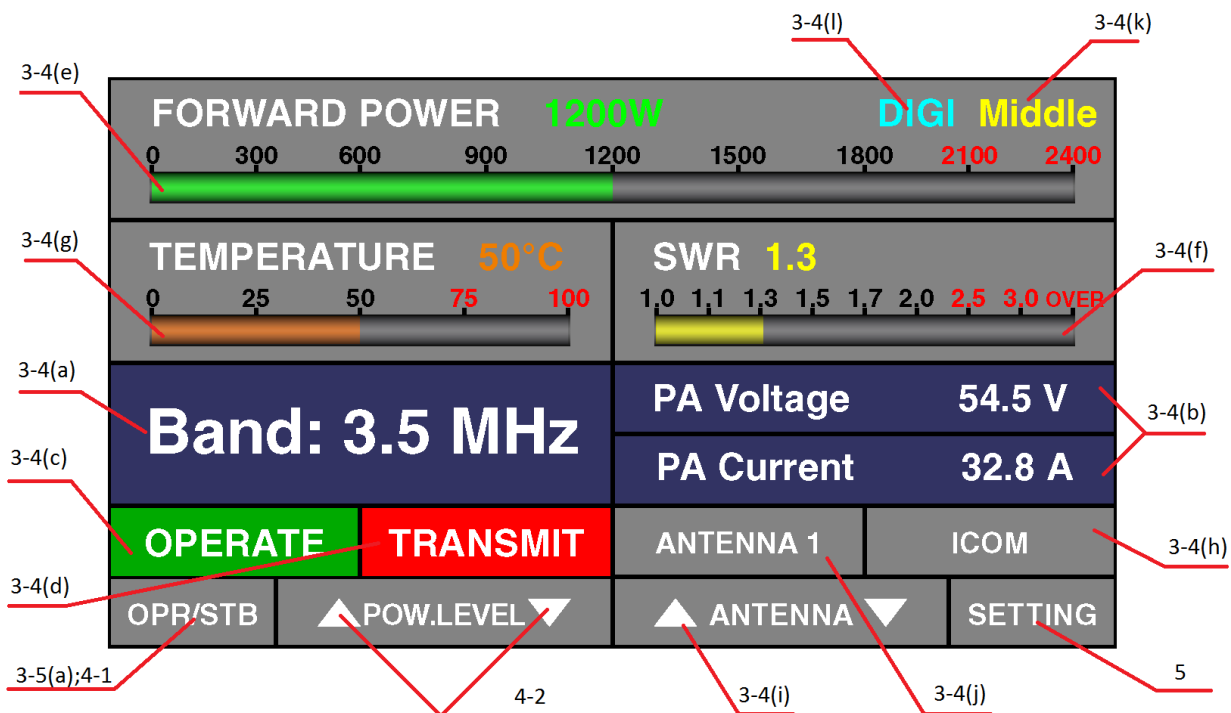 3-4(l) 3-4(k)
3-4(e)
FORWARD POWER 1200W DIGI Middle
0 300 600 900 1200 1500 1800 2100 2400
3-4(g)
TEMPERATURE 50°C SWR 1.3
3-4(f)
0 25 50 75 100 1.0 1.1 1.3 1.5 1.7 2.0 2.5 3.0 OVER
3-4(a)
Band: 3.5 MHz
PA Voltage 54.5 V
3-4(b)
PA Current 32.8 A
3-4(c)
OPERATE TRANSMIT ANTENNA 1 ICOM
3-4(h)
3-4(d)
OPR/STB ▲POW.LEVEL▼ ▲ ANTENNA ▼ SETTING
3-5(a);4-1 4-2 3-4(i) 3-4(j) 5